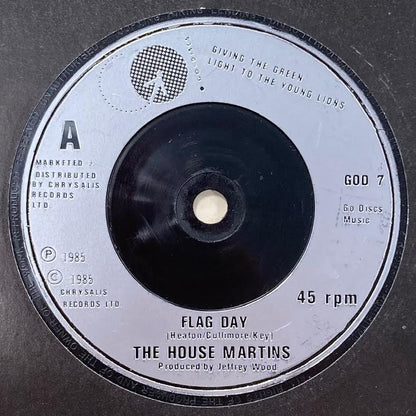 GIVING THE GREEN
LIGHT TO THE YOUNG LIONS
A
MARKETED &
DISTRIBUTED
BY CHRYSALIS
RECORDS
LTD.
GOD 7
Go Discs
Music
℗ 1985
© 1985
CHRYSALIS
RECORDS LTD
45 rpm
FLAG DAY
(Heaton/Cullimore/Key)
THE HOUSE MARTINS
Produced by Jeffrey Wood